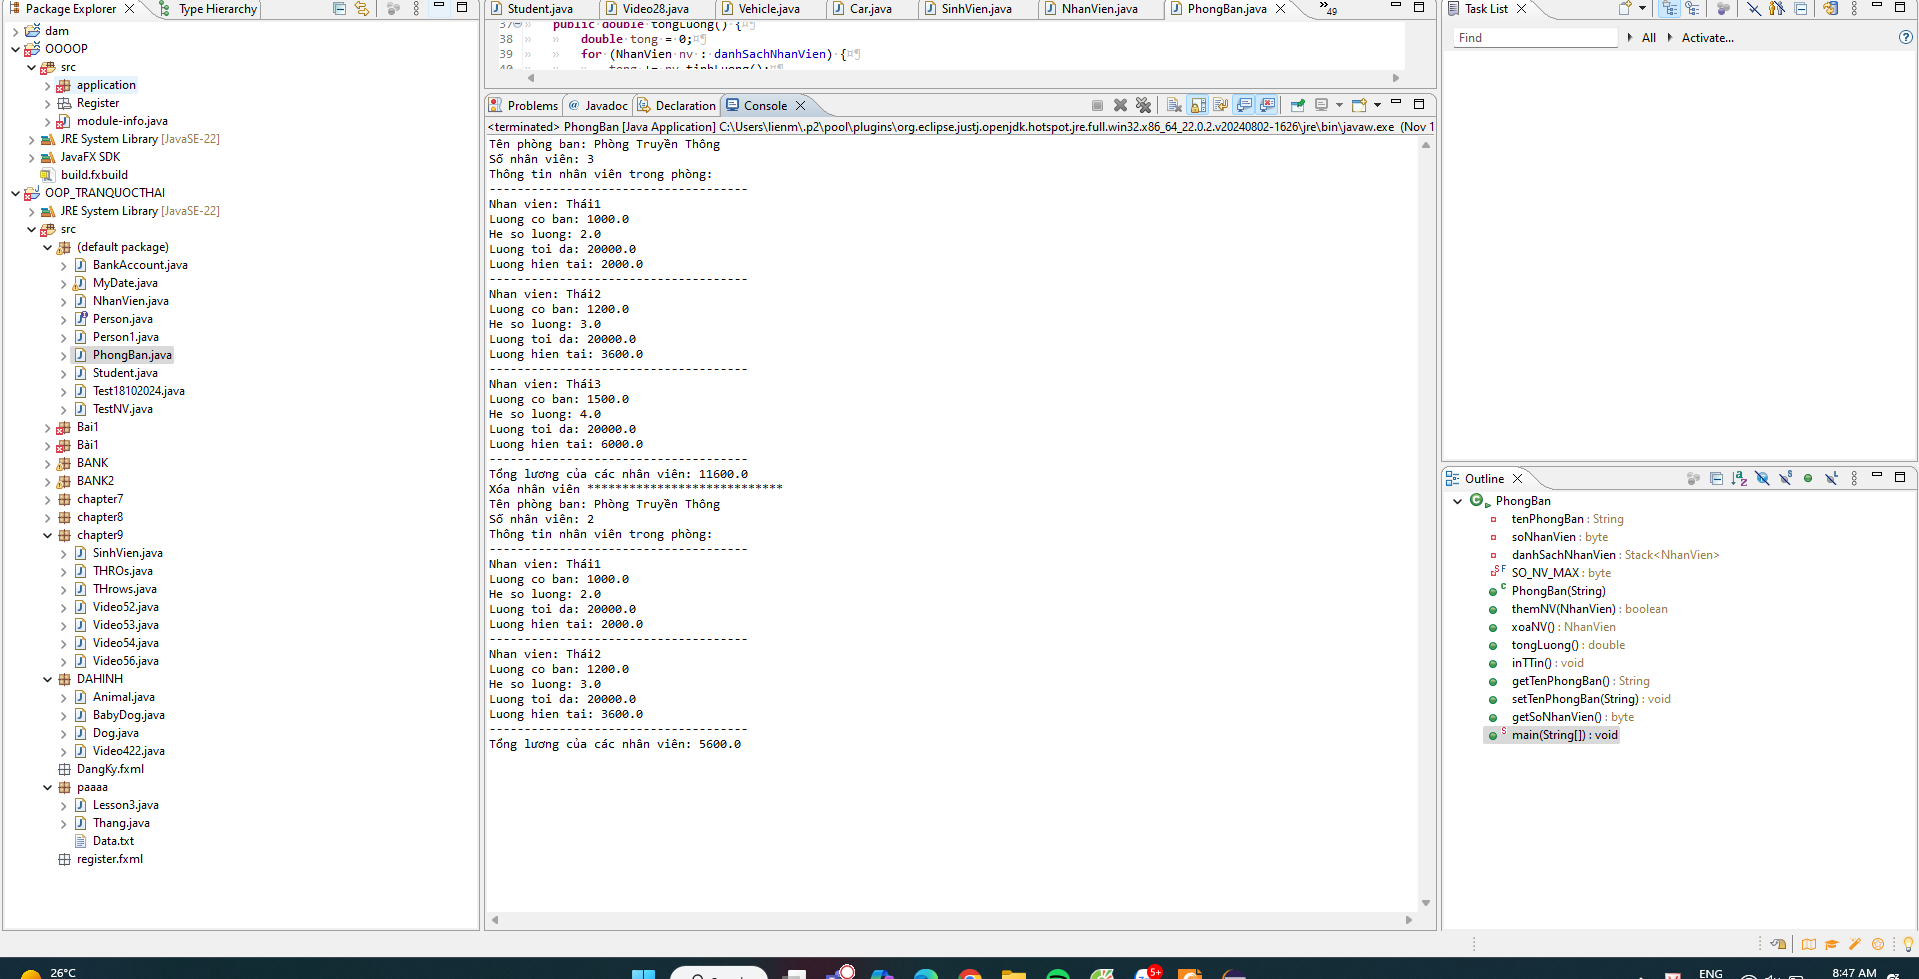 Package Explorer
Type Hierarchy
dam
OOOOP
src
application
Register
module-info.java
JRE System Library [JavaSE-22]
JavaFX SDK
build.fxbuild
OOP_TRANQUOCTHAI
JRE System Library [JavaSE-22]
src
(default package)
BankAccount.java
MyDate.java
NhanVien.java
Person.java
Person1.java
PhongBan.java
Student.java
Test18102024.java
TestNV.java
Bai1
Bài1
BANK
BANK2
chapter7
chapter8
chapter9
SinhVien.java
THROs.java
THrows.java
Video52.java
Video53.java
Video54.java
Video56.java
DAHINH
Animal.java
BabyDog.java
Dog.java
Video422.java
DangKy.fxml
paaaa
Lesson3.java
Thang.java
Data.txt
register.fxml
Student.java
Video28.java
Vehicle.java
Car.java
SinhVien.java
NhanVien.java
PhongBan.java
»49
37 public double tongLuong() {
38 double tong = 0;
39 for (NhanVien nv : danhSachNhanVien) {
Problems
Javadoc
Declaration
Console
<terminated> PhongBan [Java Application] C:\Users\lienm\.p2\pool\plugins\org.eclipse.justj.openjdk.hotspot.jre.full.win32.x86_64_22.0.2.v20240802-1626\jre\bin\javaw.exe (Nov 1
Tên phòng ban: Phòng Truyền Thông
Số nhân viên: 3
Thông tin nhân viên trong phòng:
-------------------------------------
Nhan vien: Thái1
Luong co ban: 1000.0
He so luong: 2.0
Luong toi da: 20000.0
Luong hien tai: 2000.0
-------------------------------------
Nhan vien: Thái2
Luong co ban: 1200.0
He so luong: 3.0
Luong toi da: 20000.0
Luong hien tai: 3600.0
-------------------------------------
Nhan vien: Thái3
Luong co ban: 1500.0
He so luong: 4.0
Luong toi da: 20000.0
Luong hien tai: 6000.0
-------------------------------------
Tổng lương của các nhân viên: 11600.0
Xóa nhân viên ****************************
Tên phòng ban: Phòng Truyền Thông
Số nhân viên: 2
Thông tin nhân viên trong phòng:
-------------------------------------
Nhan vien: Thái1
Luong co ban: 1000.0
He so luong: 2.0
Luong toi da: 20000.0
Luong hien tai: 2000.0
-------------------------------------
Nhan vien: Thái2
Luong co ban: 1200.0
He so luong: 3.0
Luong toi da: 20000.0
Luong hien tai: 3600.0
-------------------------------------
Tổng lương của các nhân viên: 5600.0
Task List
Find
All
Activate...
Outline
PhongBan
tenPhongBan : String
soNhanVien : byte
danhSachNhanVien : Stack<NhanVien>
SO_NV_MAX : byte
PhongBan(String)
themNV(NhanVien) : boolean
xoaNV() : NhanVien
tongLuong() : double
inTTin() : void
getTenPhongBan() : String
setTenPhongBan(String) : void
getSoNhanVien() : byte
main(String[]) : void
26°C
5+
ENG
8:47 AM